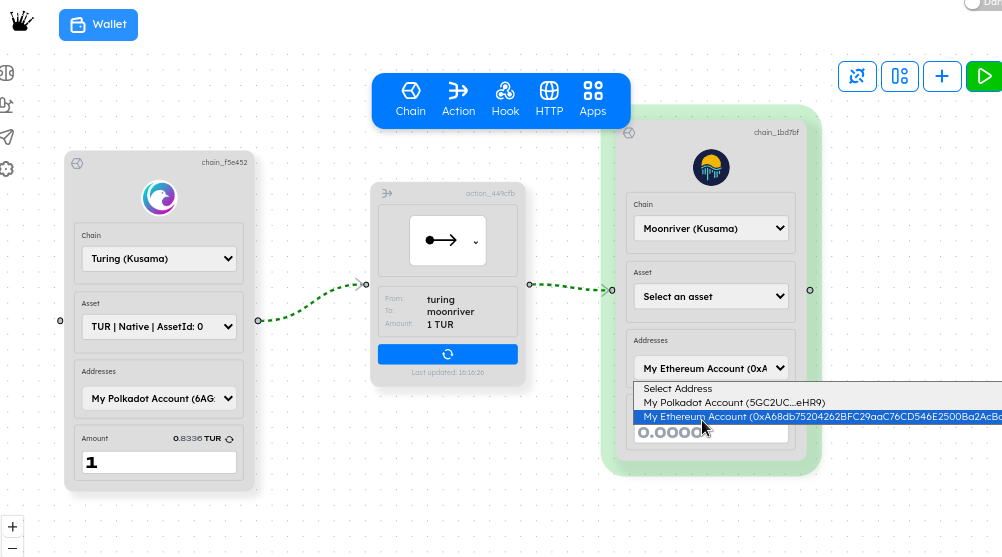 Dar
Wallet
Chain
Action
Hook
HTTP
Apps
chain_f5e452
Chain
Turing (Kusama)
Asset
TUR | Native | AssetId: 0
Addresses
My Polkadot Account (6AG:
Amount
0.8336 TUR
1
action_449cfb
From:
turing
To:
moonriver
Amount:
1 TUR
Last updated: 16:16:26
chain_1bd7bf
Chain
Moonriver (Kusama)
Asset
Select an asset
Addresses
My Ethereum Account (0xA
Select Address
My Polkadot Account (5GC2UC...eHR9)
My Ethereum Account (0xA68db75204262BFC29aaC76CD546E2500Ba2AcBc
0.0000
+
−